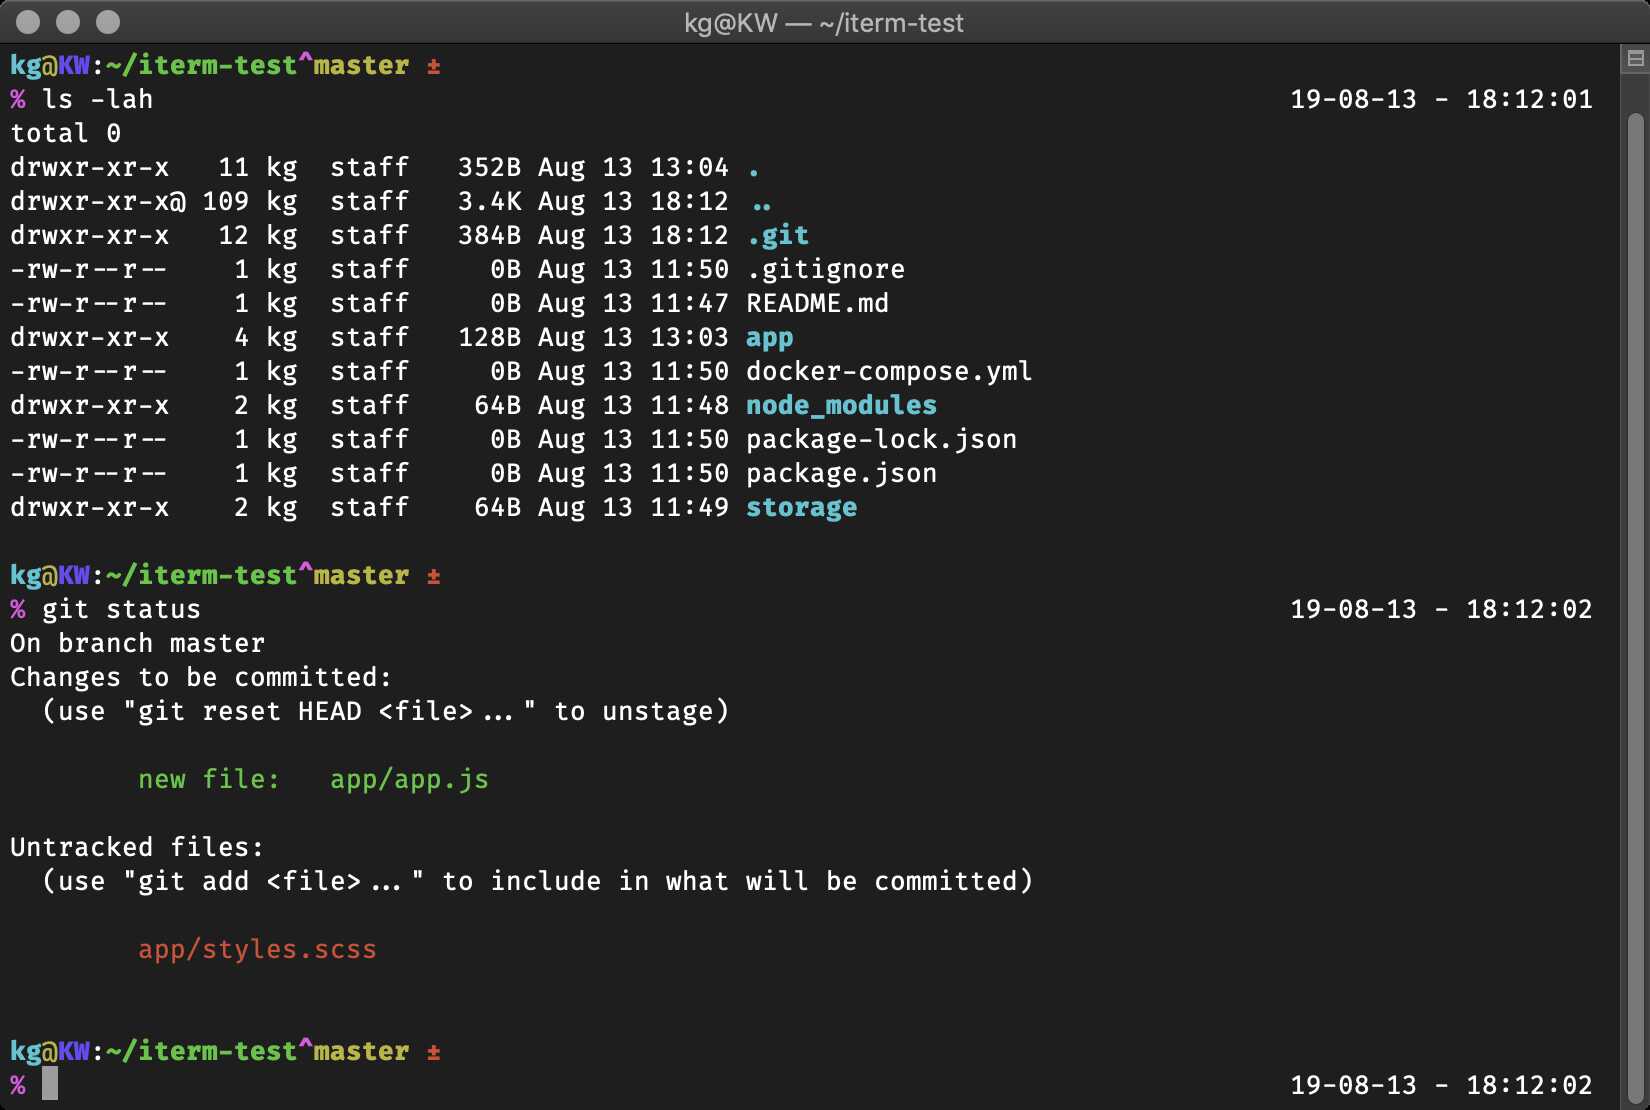 kg@KW — ~/iterm-test
kg@KW:~/iterm-test^master ±
% ls -lah 19-08-13 - 18:12:01
total 0
drwxr-xr-x   11 kg  staff   352B Aug 13 13:04 .
drwxr-xr-x@ 109 kg  staff   3.4K Aug 13 18:12 ..
drwxr-xr-x   12 kg  staff   384B Aug 13 18:12 .git
-rw-r--r--    1 kg  staff     0B Aug 13 11:50 .gitignore
-rw-r--r--    1 kg  staff     0B Aug 13 11:47 README.md
drwxr-xr-x    4 kg  staff   128B Aug 13 13:03 app
-rw-r--r--    1 kg  staff     0B Aug 13 11:50 docker-compose.yml
drwxr-xr-x    2 kg  staff    64B Aug 13 11:48 node_modules
-rw-r--r--    1 kg  staff     0B Aug 13 11:50 package-lock.json
-rw-r--r--    1 kg  staff     0B Aug 13 11:50 package.json
drwxr-xr-x    2 kg  staff    64B Aug 13 11:49 storage
kg@KW:~/iterm-test^master ±
% git status 19-08-13 - 18:12:02
On branch master
Changes to be committed:
  (use "git reset HEAD <file>..." to unstage)
        new file:   app/app.js
Untracked files:
  (use "git add <file>..." to include in what will be committed)
        app/styles.scss
kg@KW:~/iterm-test^master ±
% 19-08-13 - 18:12:02